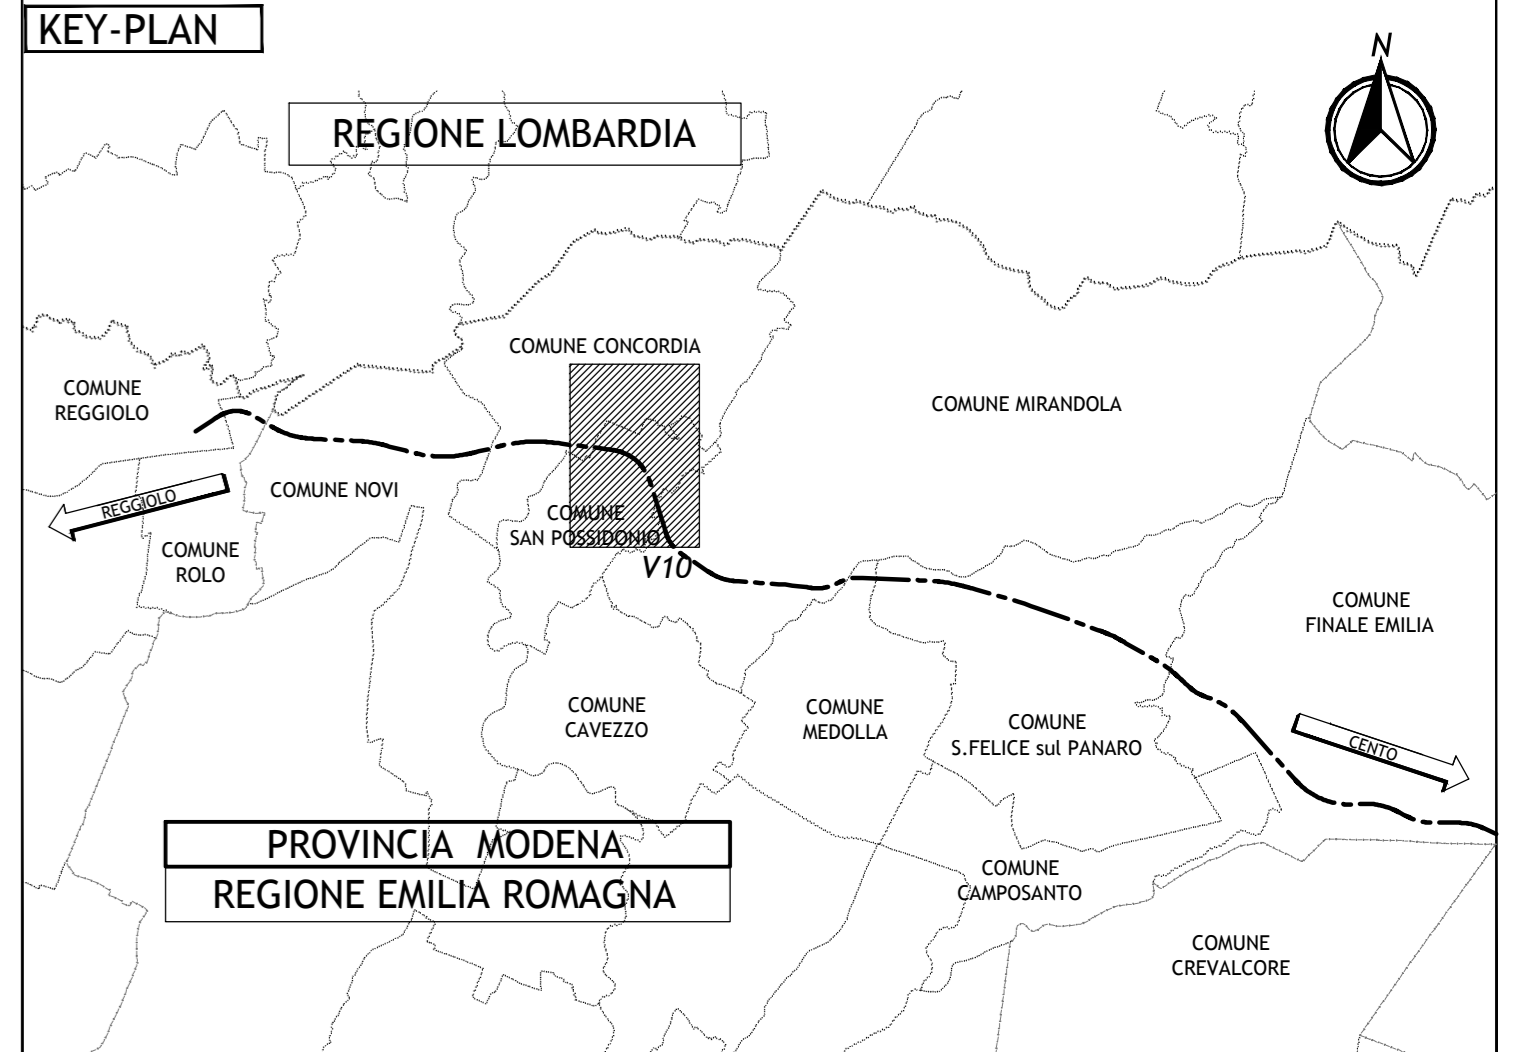 KEY-PLAN
N
REGIONE LOMBARDIA
COMUNE CONCORDIA
COMUNE
REGGIOLO
COMUNE MIRANDOLA
REGGIOLO
COMUNE NOVI
COMUNE
SAN POSSIDONIO
COMUNE
ROLO
V10
COMUNE
FINALE EMILIA
COMUNE
CAVEZZO
COMUNE
MEDOLLA
COMUNE
S.FELICE sul PANARO
CENTO
PROVINCIA MODENA
REGIONE EMILIA ROMAGNA
COMUNE
CAMPOSANTO
COMUNE
CREVALCORE